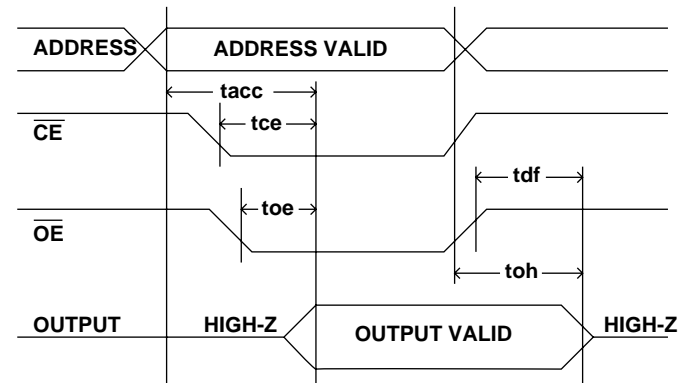 ADDRESS ADDRESS VALID
tacc
CE tce
tdf
OE toe
toh
OUTPUT HIGH-Z OUTPUT VALID HIGH-Z